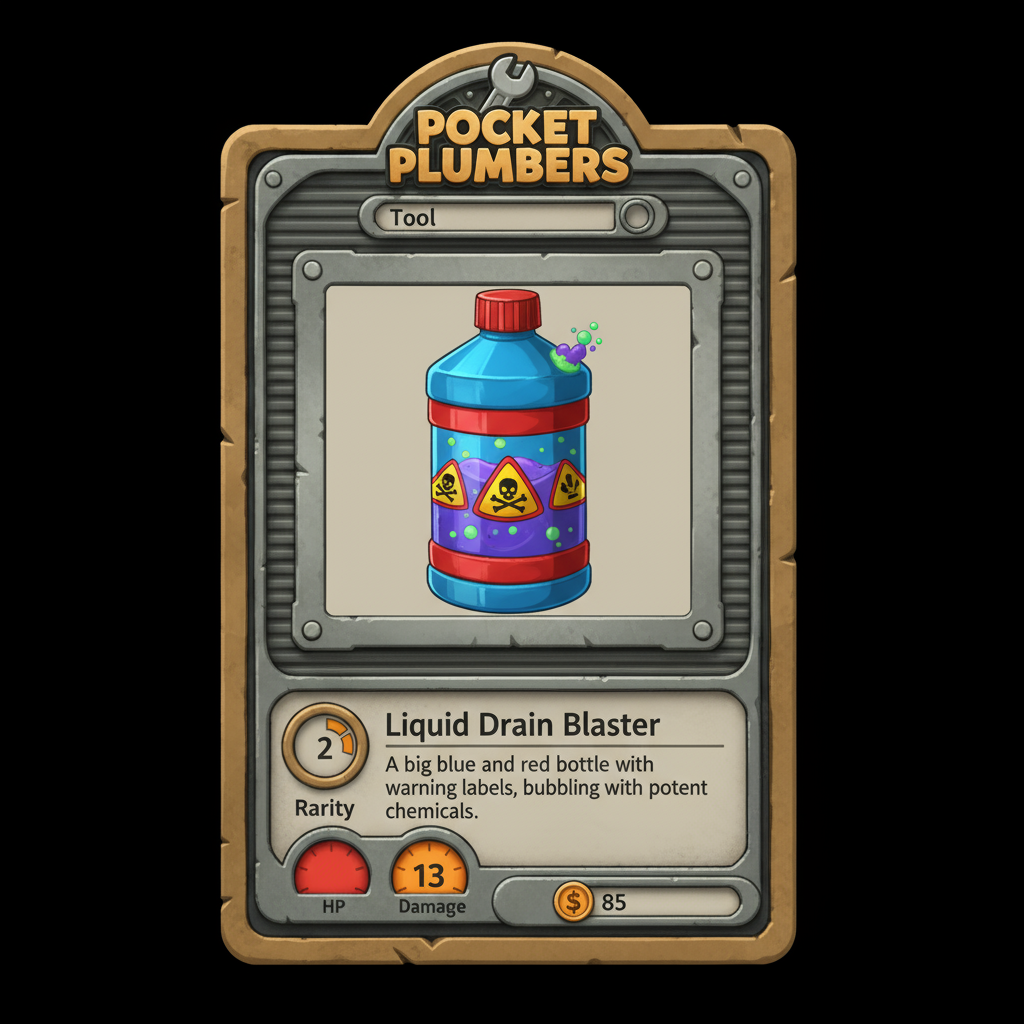 POCKET
PLUMBERS
Tool
2
Liquid Drain Blaster
A big blue and red bottle with
warning labels, bubbling with potent
chemicals.
Rarity
13
HP
Damage
$ 85